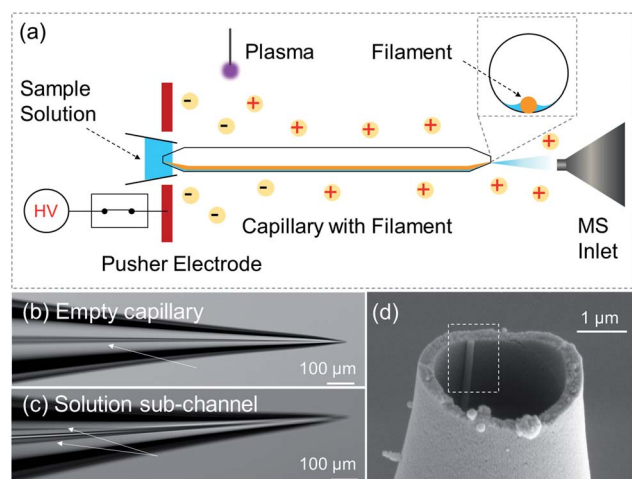 (a)
Plasma
Filament
Sample
Solution
HV
Capillary with Filament
MS
Inlet
Pusher Electrode
(b) Empty capillary
100 μm
(c) Solution sub-channel
100 μm
(d)
1 μm